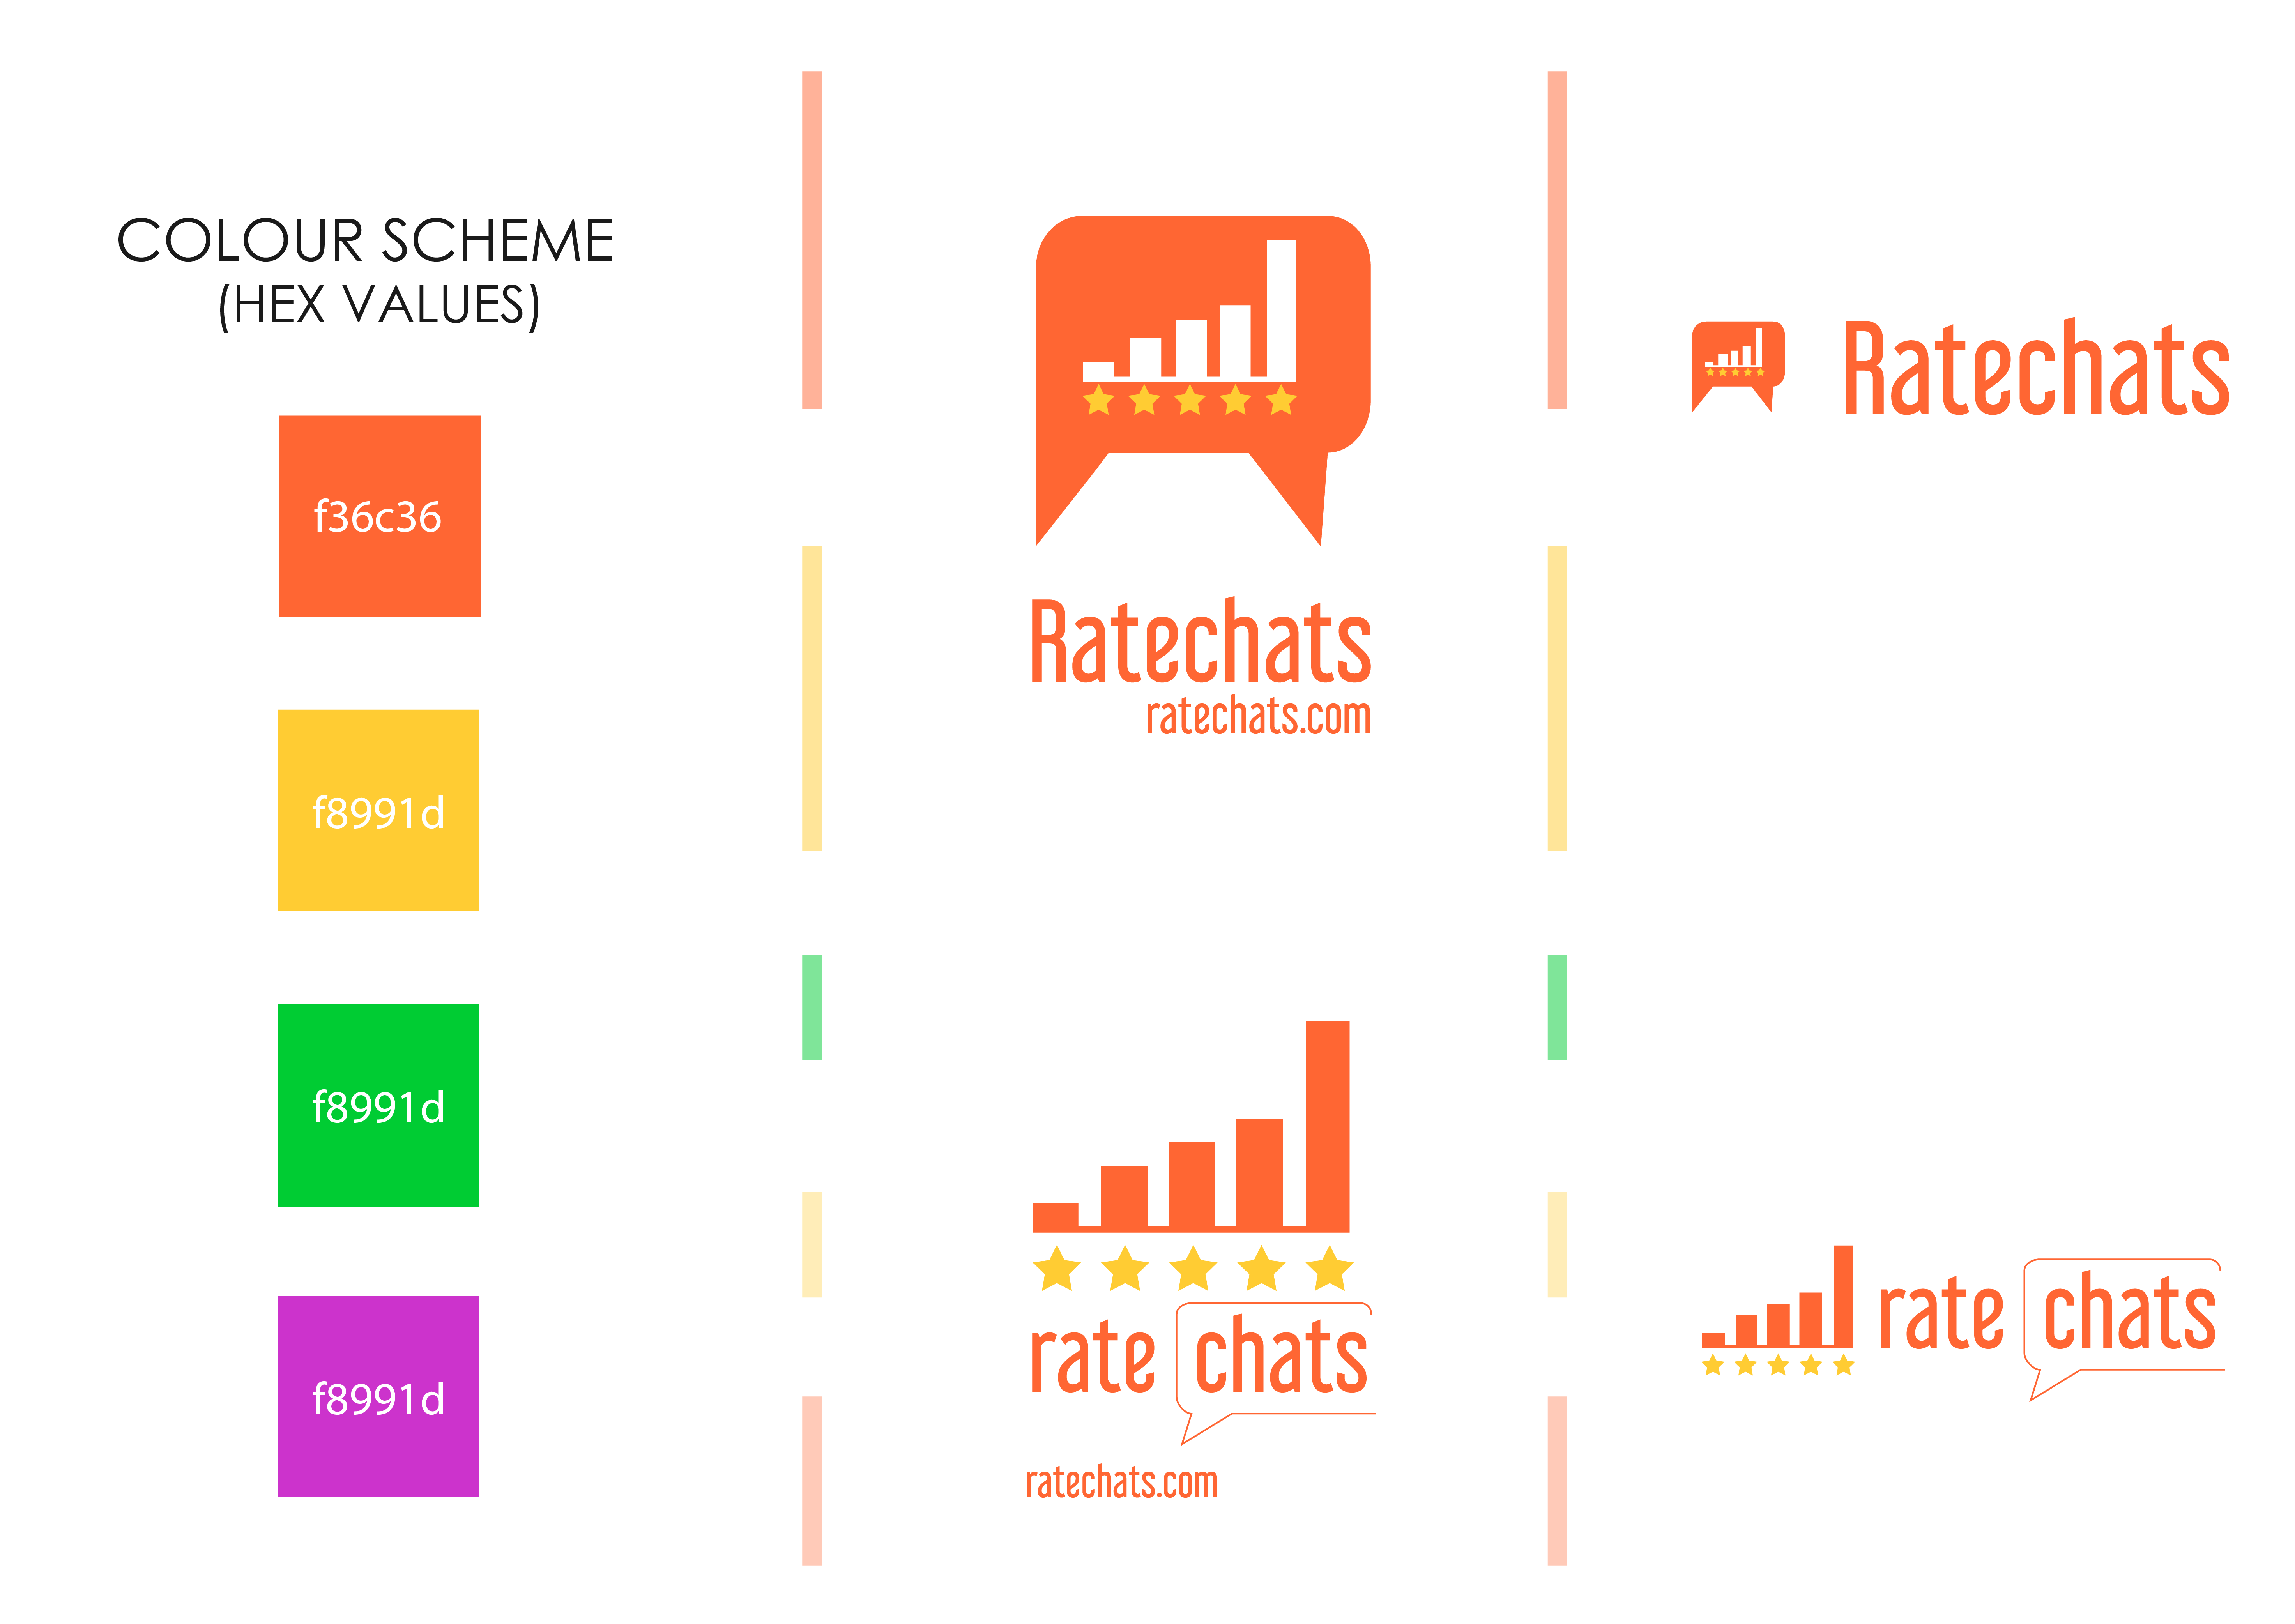 COLOUR SCHEME
(HEX VALUES)
f36c36
f8991d
f8991d
f8991d
Ratechats
ratechats.com
rate chats
ratechats.com
Ratechats
rate chats